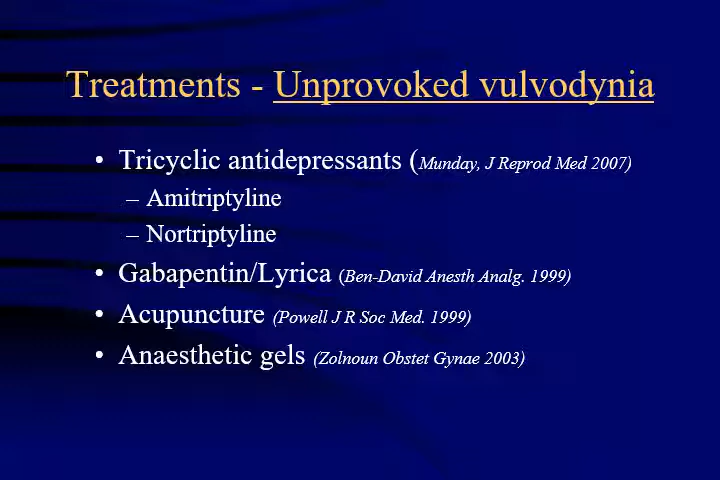 Treatments - Unprovoked vulvodynia
• Tricyclic antidepressants (Munday, J Reprod Med 2007)
– Amitriptyline
– Nortriptyline
• Gabapentin/Lyrica (Ben-David Anesth Analg. 1999)
• Acupuncture (Powell J R Soc Med. 1999)
• Anaesthetic gels (Zolnoun Obstet Gynae 2003)